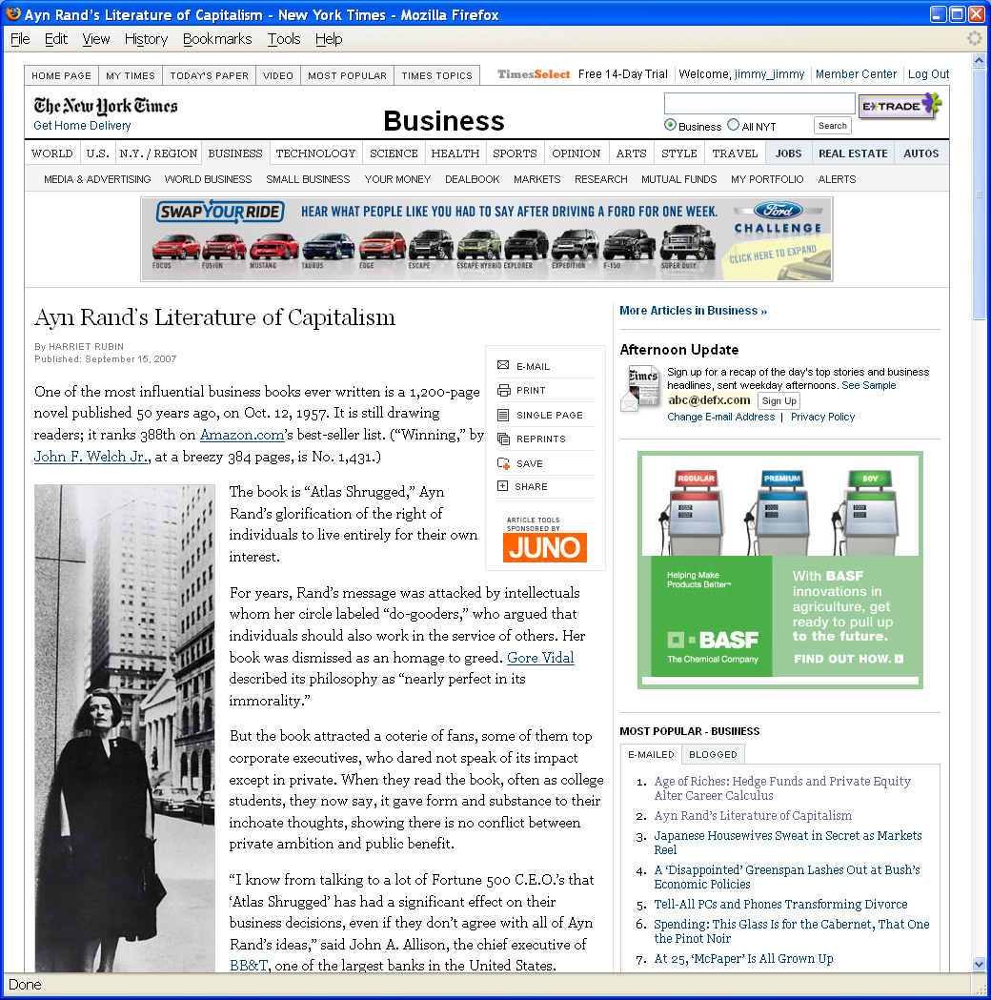 Ayn Rand's Literature of Capitalism - New York Times - Mozilla Firefox
File Edit View History Bookmarks Tools Help
HOME PAGE MY TIMES TODAY'S PAPER VIDEO MOST POPULAR TIMES TOPICS
TimesSelect Free 14-Day Trial Welcome, jimmy_jimmy Member Center Log Out
The New York Times
Get Home Delivery
Business
Business All NYT Search
E*TRADE
WORLD U.S. N.Y. / REGION BUSINESS TECHNOLOGY SCIENCE HEALTH SPORTS OPINION ARTS STYLE TRAVEL JOBS REAL ESTATE AUTOS
MEDIA & ADVERTISING WORLD BUSINESS SMALL BUSINESS YOUR MONEY DEALBOOK MARKETS RESEARCH MUTUAL FUNDS MY PORTFOLIO ALERTS
SWAP YOUR RIDE HEAR WHAT PEOPLE LIKE YOU HAD TO SAY AFTER DRIVING A FORD FOR ONE WEEK.
FOCUS FUSION MUSTANG TAURUS EDGE ESCAPE ESCAPE HYBRID EXPLORER EXPEDITION F-150 SUPER DUTY
Ford
CHALLENGE
CLICK HERE TO EXPAND
Ayn Rand's Literature of Capitalism
By HARRIET RUBIN
Published: September 15, 2007
One of the most influential business books ever written is a 1,200-page
novel published 50 years ago, on Oct. 12, 1957. It is still drawing
readers; it ranks 388th on Amazon.com's best-seller list. (“Winning,” by
John F. Welch Jr., at a breezy 384 pages, is No. 1,431.)
E-MAIL
PRINT
SINGLE PAGE
REPRINTS
SAVE
SHARE
ARTICLE TOOLS
SPONSORED BY
JUNO
The book is “Atlas Shrugged,” Ayn
Rand's glorification of the right of
individuals to live entirely for their own
interest.
For years, Rand's message was attacked by intellectuals
whom her circle labeled “do-gooders,” who argued that
individuals should also work in the service of others. Her
book was dismissed as an homage to greed. Gore Vidal
described its philosophy as “nearly perfect in its
immorality.”
But the book attracted a coterie of fans, some of them top
corporate executives, who dared not speak of its impact
except in private. When they read the book, often as college
students, they now say, it gave form and substance to their
inchoate thoughts, showing there is no conflict between
private ambition and public benefit.
“I know from talking to a lot of Fortune 500 C.E.O.'s that
‘Atlas Shrugged’ has had a significant effect on their
business decisions, even if they don't agree with all of Ayn
Rand's ideas,” said John A. Allison, the chief executive of
BB&T, one of the largest banks in the United States.
More Articles in Business »
Afternoon Update
Times
Sign up for a recap of the day's top stories and business
headlines, sent weekday afternoons. See Sample
abc@defx.com Sign Up
Change E-mail Address | Privacy Policy
REGULAR PREMIUM SOY
Helping Make
Products Better™
BASF
The Chemical Company
With BASF
innovations in
agriculture, get
ready to pull up
to the future.
FIND OUT HOW.
MOST POPULAR - BUSINESS
E-MAILED BLOGGED
1. Age of Riches: Hedge Funds and Private Equity
Alter Career Calculus
2. Ayn Rand's Literature of Capitalism
3. Japanese Housewives Sweat in Secret as Markets
Reel
4. A ‘Disappointed’ Greenspan Lashes Out at Bush's
Economic Policies
5. Tell-All PCs and Phones Transforming Divorce
6. Spending: This Glass Is for the Cabernet, That One
the Pinot Noir
7. At 25, ‘McPaper’ Is All Grown Up
Done